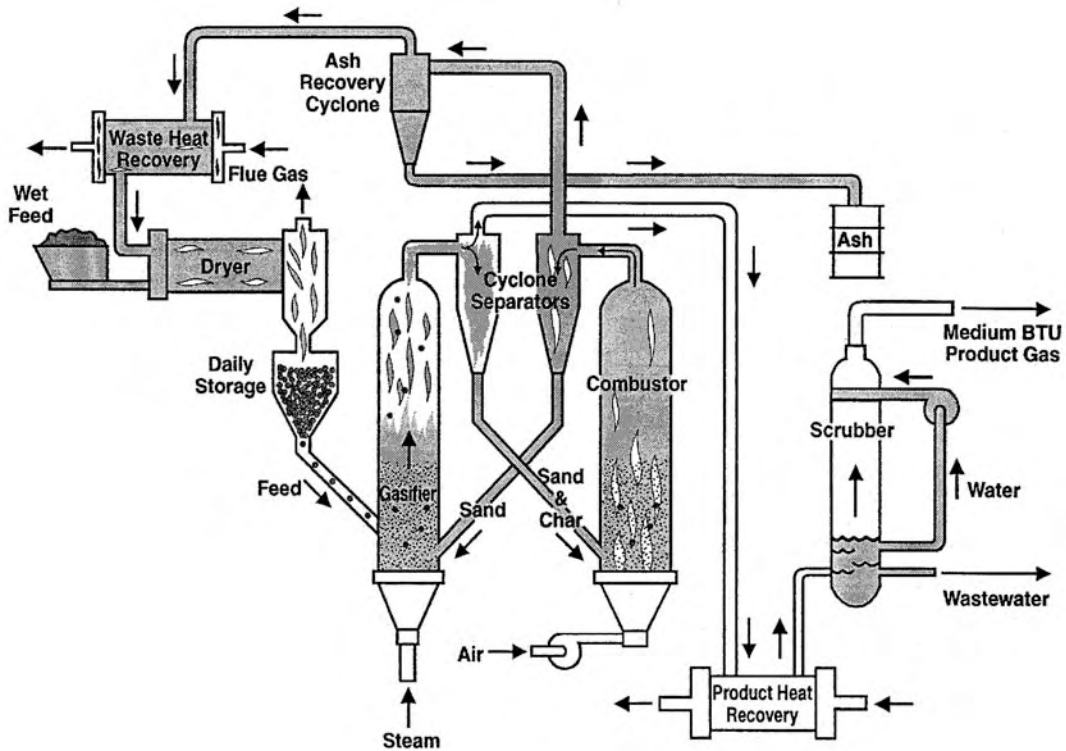 Ash
Recovery
Cyclone
Waste Heat
Recovery
Flue Gas
Wet
Feed
Dryer
Ash
Cyclone
Separators
Medium BTU
Product Gas
Daily
Storage
Combustor
Scrubber
Feed
Gasifier
Sand
Sand
&
Char
Water
Wastewater
Air
Product Heat
Recovery
Steam